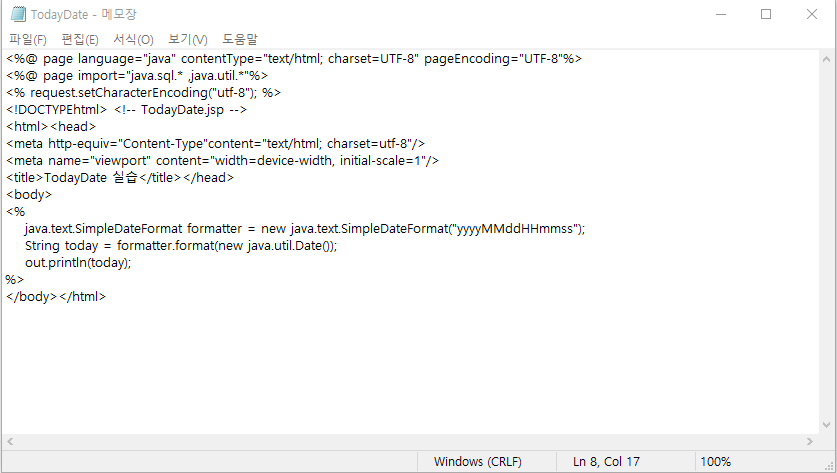 TodayDate - 메모장
파일(F) 편집(E) 서식(O) 보기(V) 도움말
<%@ page language="java" contentType="text/html; charset=UTF-8" pageEncoding="UTF-8"%>
<%@ page import="java.sql.* ,java.util.*"%>
<% request.setCharacterEncoding("utf-8"); %>
<!DOCTYPEhtml> <!-- TodayDate.jsp -->
<html><head>
<meta http-equiv="Content-Type"content="text/html; charset=utf-8"/>
<meta name="viewport" content="width=device-width, initial-scale=1"/>
<title>TodayDate 실습</title></head>
<body>
<%
java.text.SimpleDateFormat formatter = new java.text.SimpleDateFormat("yyyyMMddHHmmss");
String today = formatter.format(new java.util.Date());
out.println(today);
%>
</body></html>
Windows (CRLF) Ln 8, Col 17 100%